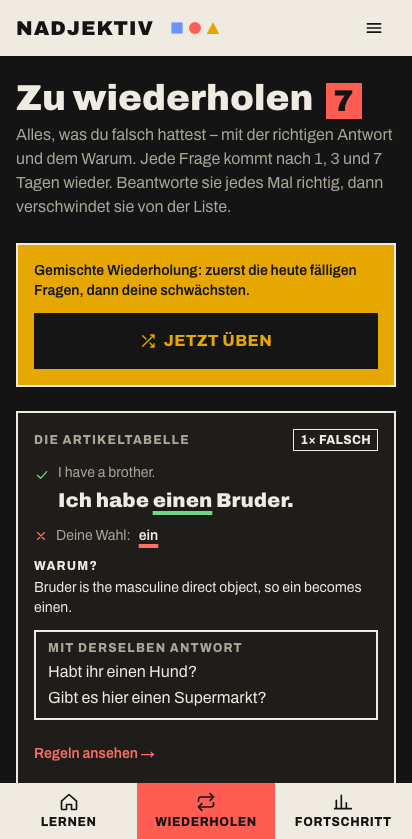 NADJEKTIV
Zu wiederholen 7
Alles, was du falsch hattest – mit der richtigen Antwort
und dem Warum. Jede Frage kommt nach 1, 3 und 7
Tagen wieder. Beantworte sie jedes Mal richtig, dann
verschwindet sie von der Liste.
Gemischte Wiederholung: zuerst die heute fälligen
Fragen, dann deine schwächsten.
JETZT ÜBEN
DIE ARTIKELTABELLE
1× FALSCH
I have a brother.
Ich habe einen Bruder.
Deine Wahl: ein
WARUM?
Bruder is the masculine direct object, so ein becomes
einen.
MIT DERSELBEN ANTWORT
Habt ihr einen Hund?
Gibt es hier einen Supermarkt?
Regeln ansehen →
LERNEN
WIEDERHOLEN
FORTSCHRITT